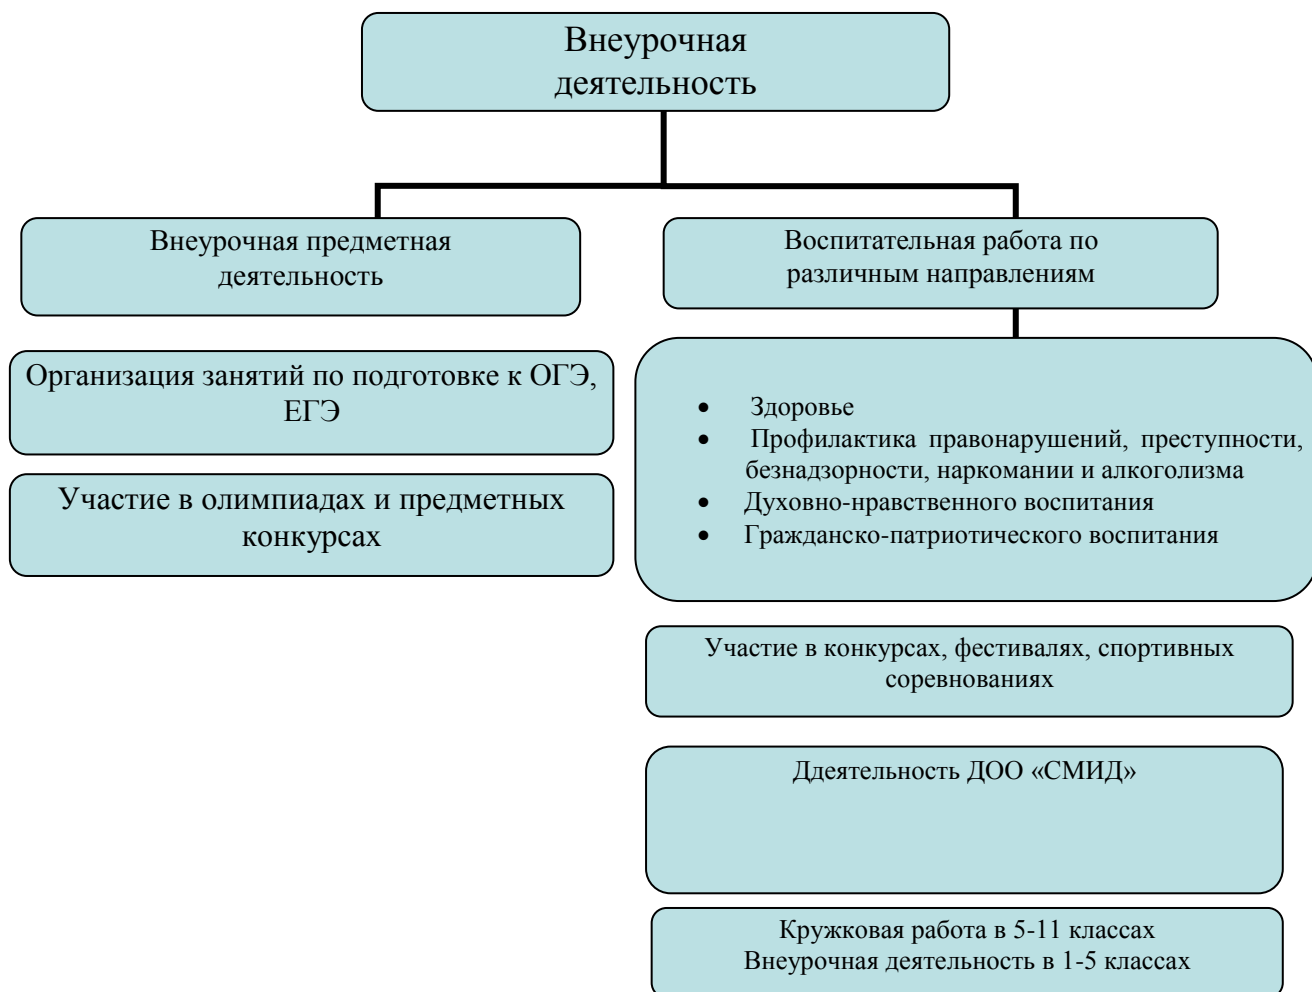 Внеурочная
деятельность
Внеурочная предметная
деятельность
Воспитательная работа по
различным направлениям
Организация занятий по подготовке к ОГЭ,
ЕГЭ
Участие в олимпиадах и предметных
конкурсах
• Здоровье
• Профилактика правонарушений, преступности,
безнадзорности, наркомании и алкоголизма
• Духовно-нравственного воспитания
• Гражданско-патриотического воспитания
Участие в конкурсах, фестивалях, спортивных
соревнованиях
Ддеятельность ДОО «СМИД»
Кружковая работа в 5-11 классах
Внеурочная деятельность в 1-5 классах